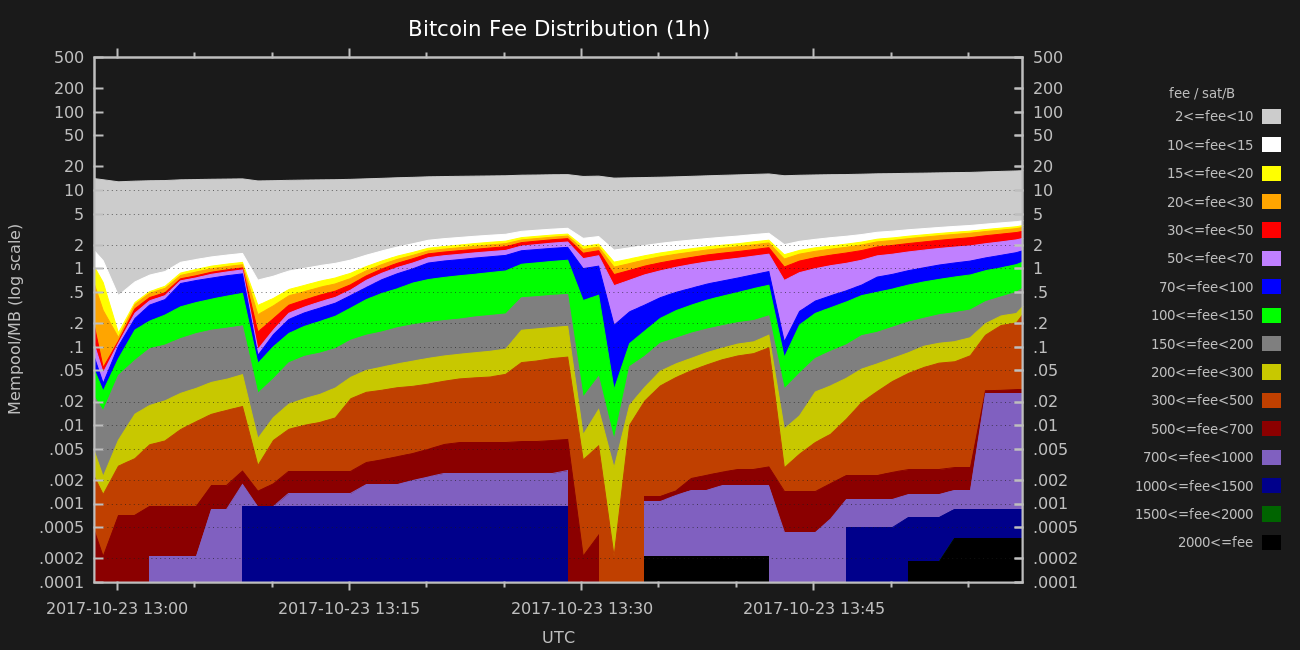 Bitcoin Fee Distribution (1h)
500
200
100
50
20
10
5
2
1
.5
.2
.1
.05
.02
.01
.005
.002
.001
.0005
.0002
.0001
Mempool/MB (log scale)
500
200
100
50
20
10
5
2
1
.5
.2
.1
.05
.02
.01
.005
.002
.001
.0005
.0002
.0001
2017-10-23 13:00
2017-10-23 13:15
2017-10-23 13:30
2017-10-23 13:45
UTC
fee / sat/B
2<=fee<10
10<=fee<15
15<=fee<20
20<=fee<30
30<=fee<50
50<=fee<70
70<=fee<100
100<=fee<150
150<=fee<200
200<=fee<300
300<=fee<500
500<=fee<700
700<=fee<1000
1000<=fee<1500
1500<=fee<2000
2000<=fee